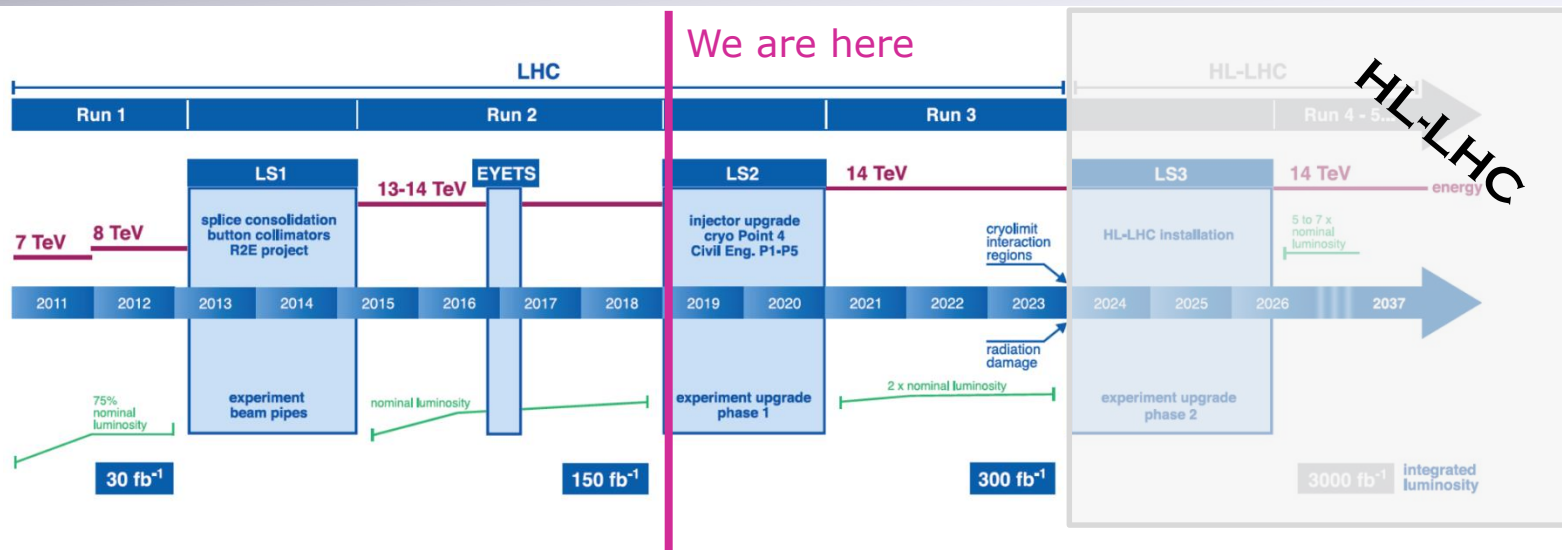 We are here
LHC
HL-LHC
HL-LHC
Run 1
Run 2
Run 3
Run 4 - 5...
LS1
EYETS
LS2
14 TeV
LS3
14 TeV
13-14 TeV
energy
splice consolidation
button collimators
R2E project
injector upgrade
cryo Point 4
Civil Eng. P1-P5
cryolimit
interaction
regions
HL-LHC installation
5 to 7 x
nominal
luminosity
7 TeV
8 TeV
2011 2012 2013 2014 2015 2016 2017 2018 2019 2020 2021 2022 2023 2024 2025 2026 2037
radiation
damage
75%
nominal
luminosity
experiment
beam pipes
nominal luminosity
experiment upgrade
phase 1
2 x nominal luminosity
experiment upgrade
phase 2
30 fb⁻¹
150 fb⁻¹
300 fb⁻¹
3000 fb⁻¹
integrated
luminosity